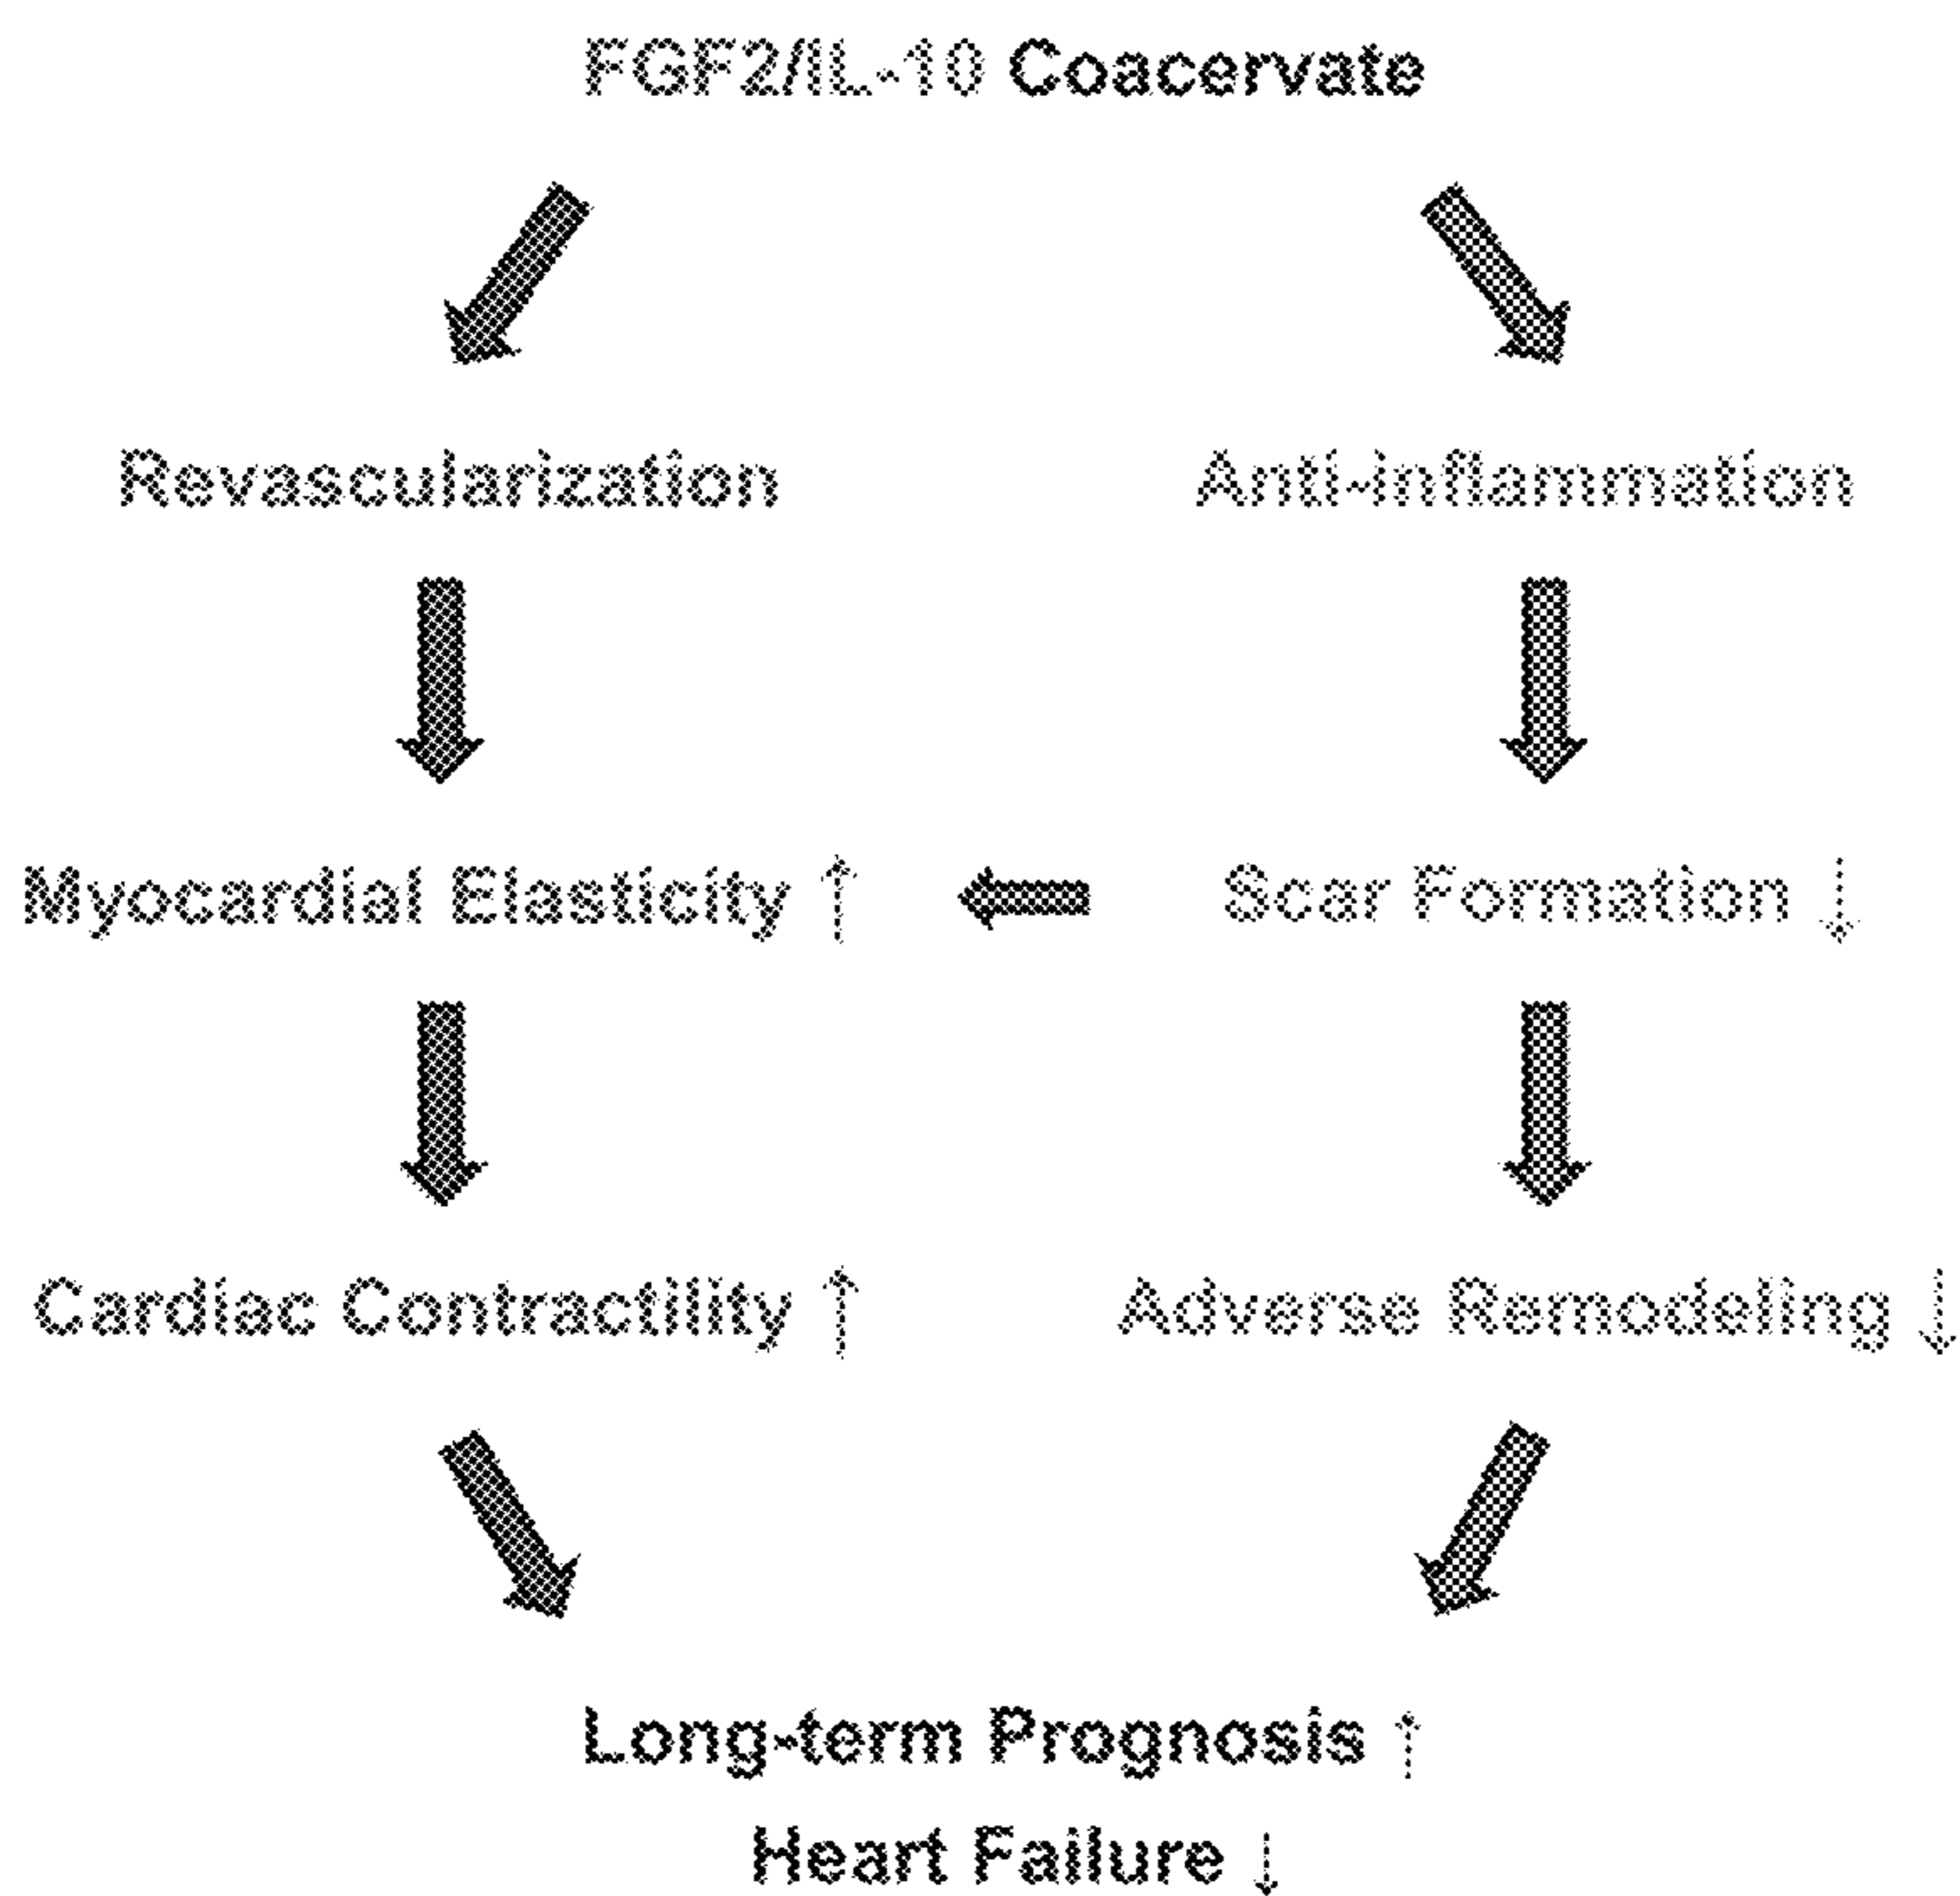 FGF2/IL-10 Coacervate
Revascularization
Anti-inflammation
Myocardial Elasticity ↑
Scar Formation ↓
Cardiac Contractility ↑
Adverse Remodeling ↓
Long-term Prognosis ↑
Heart Failure ↓